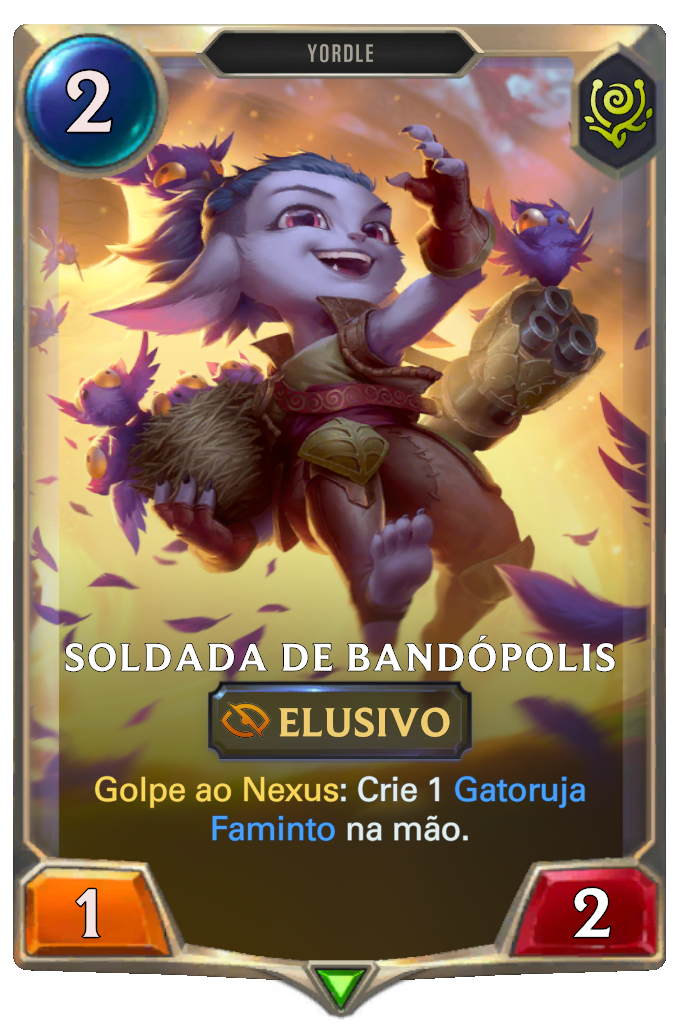 YORDLE
2
SOLDADA DE BANDÓPOLIS
ELUSIVO
Golpe ao Nexus: Crie 1 Gatoruja
Faminto na mão.
1
2